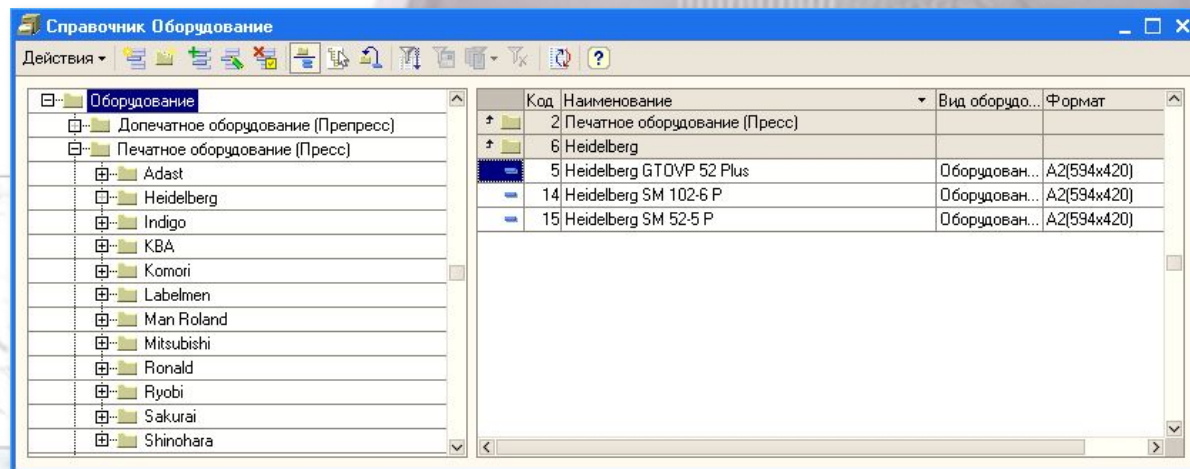 Справочник Оборудование
Действия
Оборудование
Допечатное оборудование (Препресс)
Печатное оборудование (Пресс)
Adast
Heidelberg
Indigo
KBA
Komori
Labelmen
Man Roland
Mitsubishi
Ronald
Ryobi
Sakurai
Shinohara
Код Наименование Вид оборудо... Формат
2 Печатное оборудование (Пресс)
6 Heidelberg
5 Heidelberg GTOVP 52 Plus Оборудован... A2(594x420)
14 Heidelberg SM 102-6 P Оборудован... A2(594x420)
15 Heidelberg SM 52-5 P Оборудован... A2(594x420)